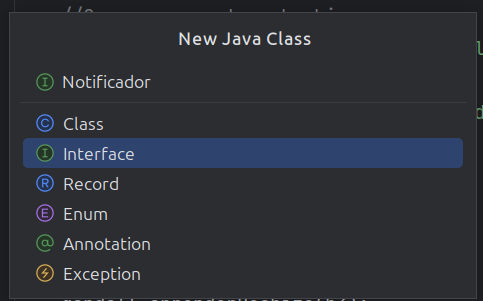 New Java Class
I Notificador
C Class
I Interface
R Record
E Enum
@ Annotation
Exception